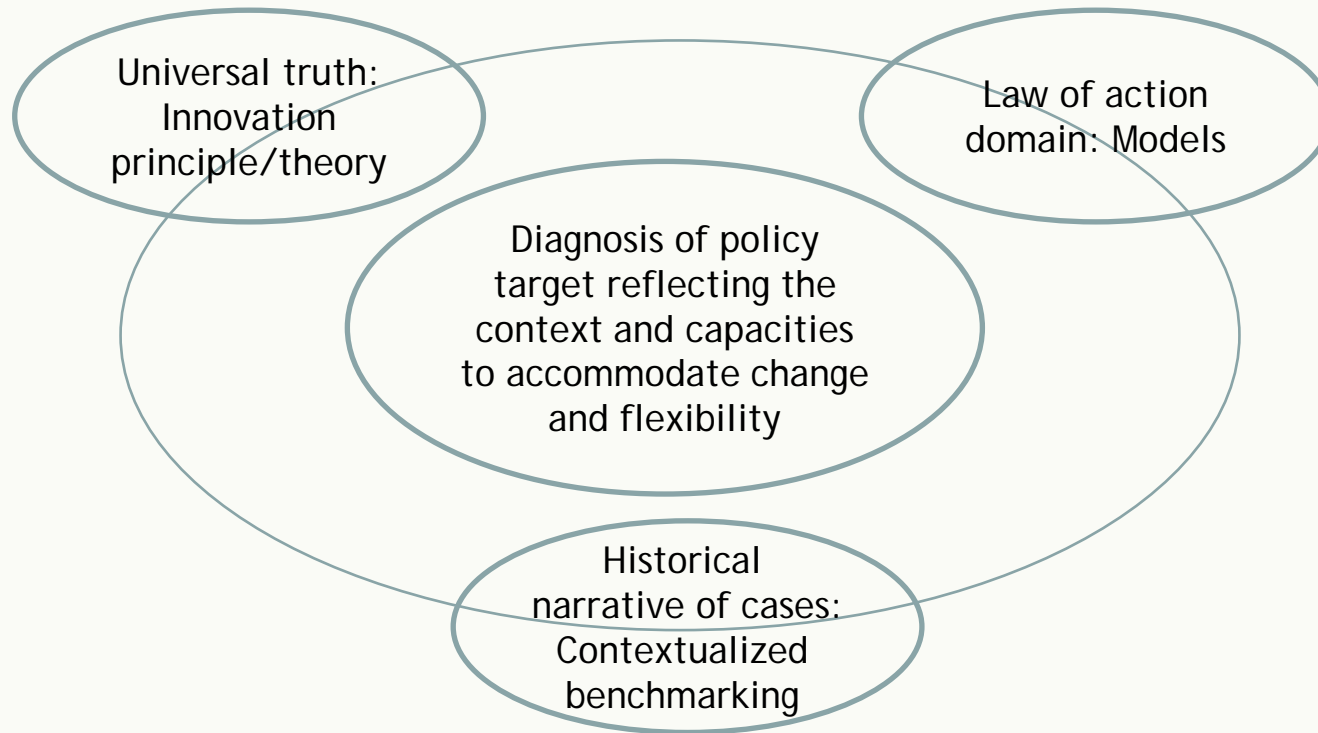 Universal truth:
Innovation
principle/theory
Law of action
domain: Models
Diagnosis of policy
target reflecting the
context and capacities
to accommodate change
and flexibility
Historical
narrative of cases:
Contextualized
benchmarking